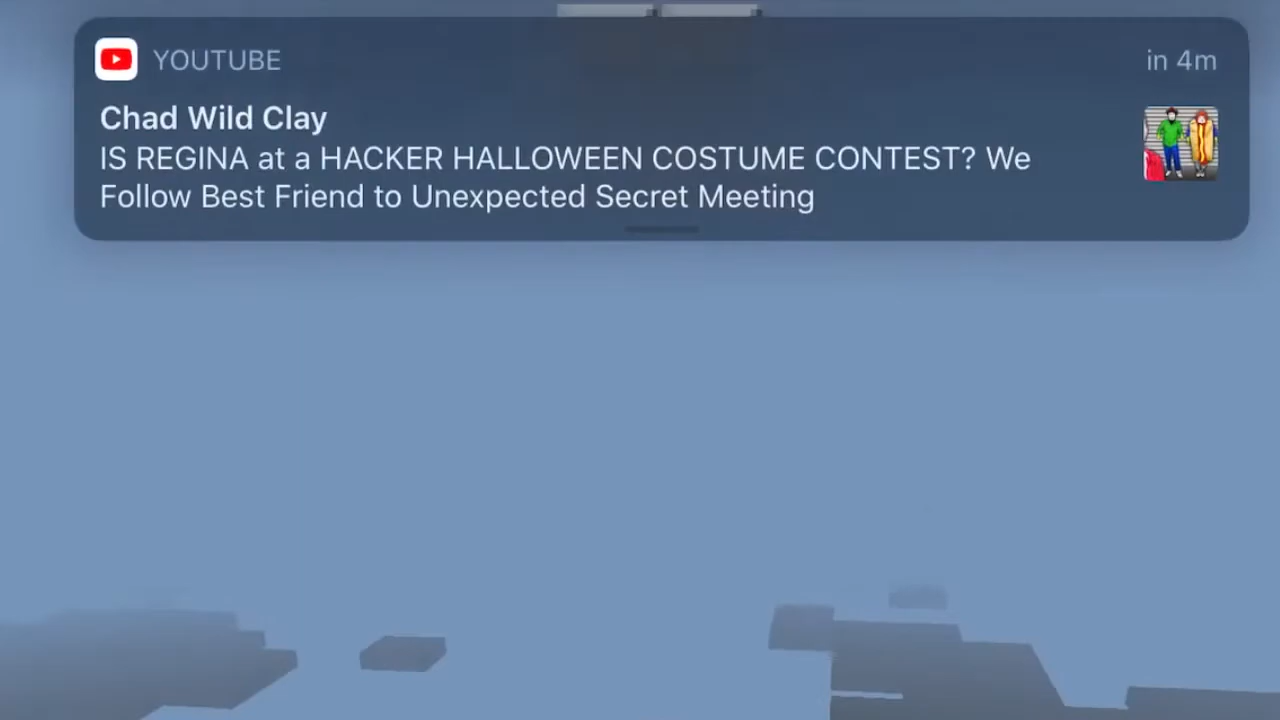 YOUTUBE in 4m
Chad Wild Clay
IS REGINA at a HACKER HALLOWEEN COSTUME CONTEST? We
Follow Best Friend to Unexpected Secret Meeting